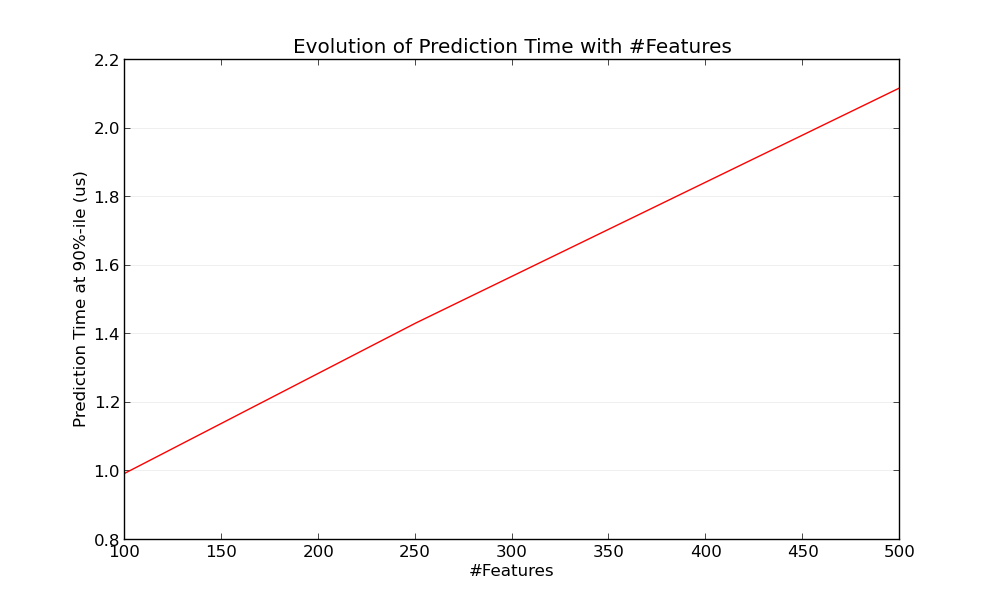 Evolution of Prediction Time with #Features
Prediction Time at 90%-ile (us)
2.2
2.0
1.8
1.6
1.4
1.2
1.0
0.8
100 150 200 250 300 350 400 450 500
#Features